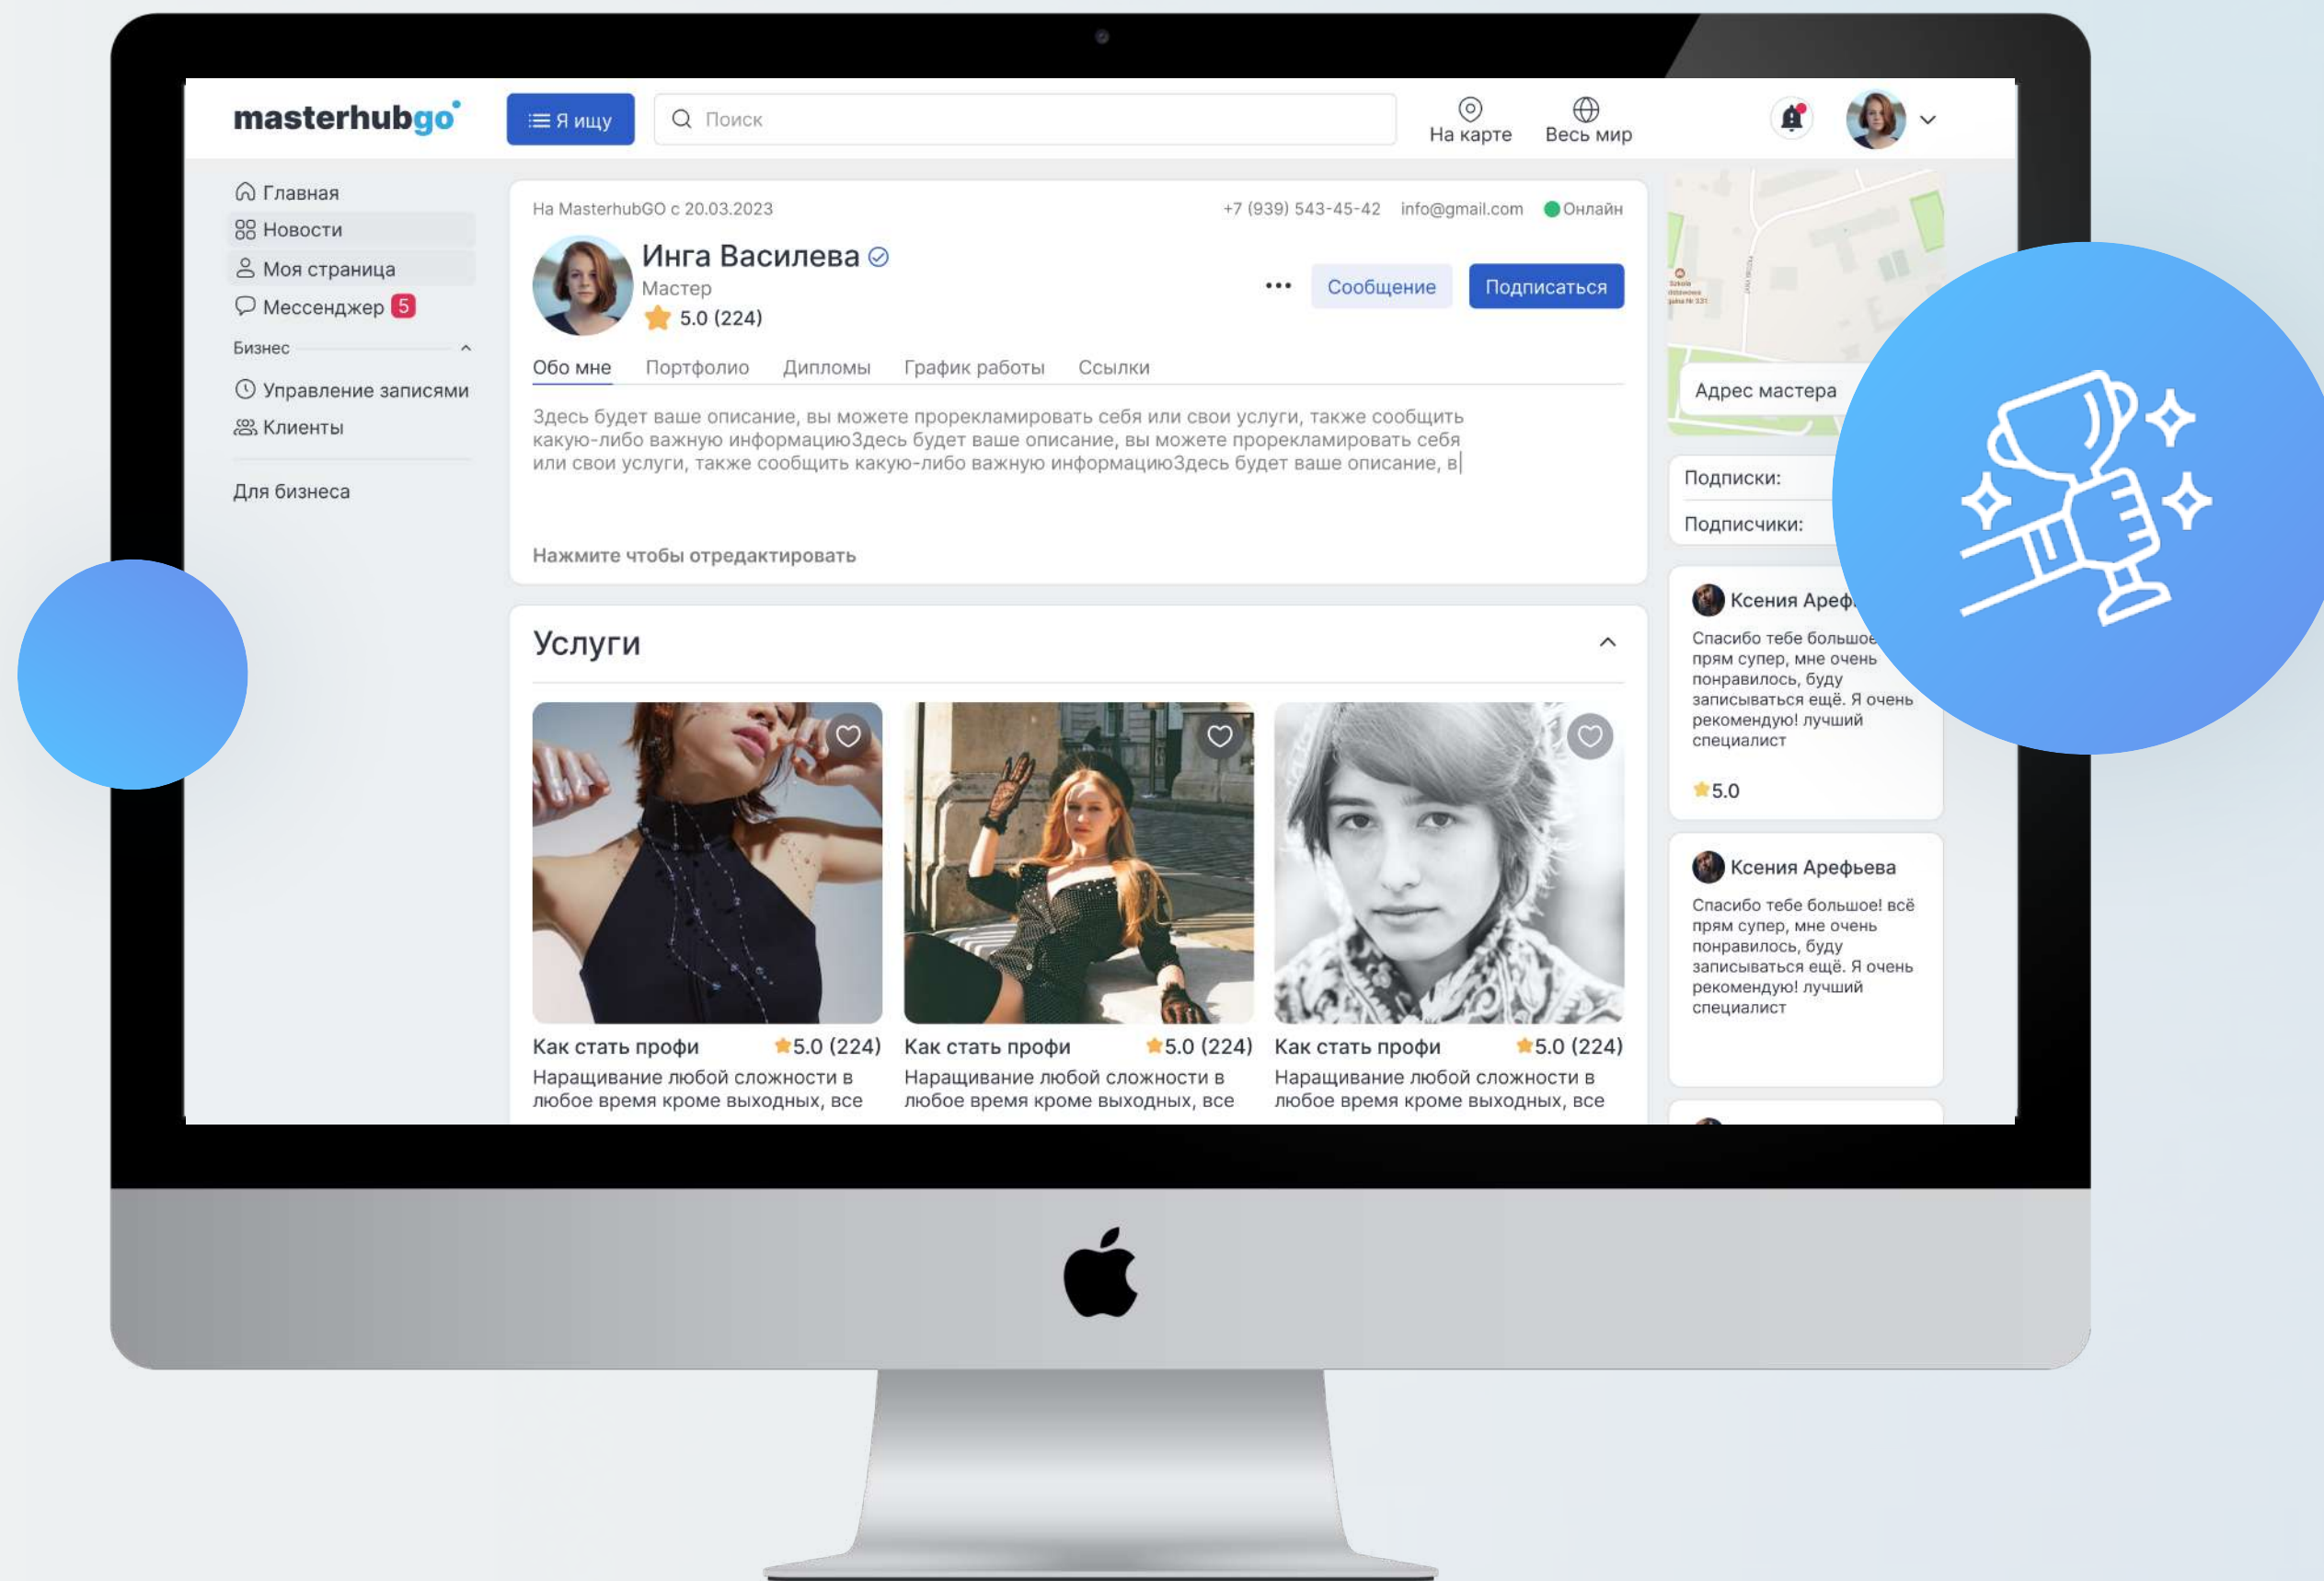 masterhubgo
Я ищу
Поиск
На карте
Весь мир
Главная
Новости
Моя страница
Мессенджер 5
Бизнес
Управление записями
Клиенты
Для бизнеса
На MasterhubGO с 20.03.2023
+7 (939) 543-45-42 info@gmail.com Онлайн
Инга Василева
Мастер
5.0 (224)
Сообщение
Подписаться
Обо мне Портфолио Дипломы График работы Ссылки
Здесь будет ваше описание, вы можете прорекламировать себя или свои услуги, также сообщить
какую-либо важную информациюЗдесь будет ваше описание, вы можете прорекламировать себя
или свои услуги, также сообщить какую-либо важную информациюЗдесь будет ваше описание, в
Нажмите чтобы отредактировать
Услуги
Как стать профи 5.0 (224)
Наращивание любой сложности в
любое время кроме выходных, все
Как стать профи 5.0 (224)
Наращивание любой сложности в
любое время кроме выходных, все
Как стать профи 5.0 (224)
Наращивание любой сложности в
любое время кроме выходных, все
Адрес мастера
Подписки:
Подписчики:
Ксения
Спасибо тебе большое
прям супер, мне очень
понравилось, буду
записываться ещё. Я очень
рекомендую! лучший
специалист
5.0
Ксения Арефьева
Спасибо тебе большое! всё
прям супер, мне очень
понравилось, буду
записываться ещё. Я очень
рекомендую! лучший
специалист